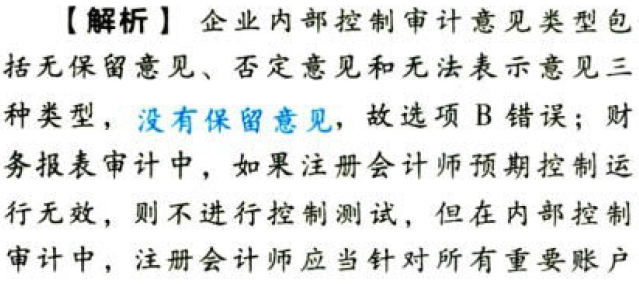 【解析】 企业内部控制审计意见类型包
括无保留意见、否定意见和无法表示意见三
种类型，没有保留意见，故选项 B 错误；财
务报表审计中，如果注册会计师预期控制运
行无效，则不进行控制测试，但在内部控制
审计中，注册会计师应当针对所有重要账户